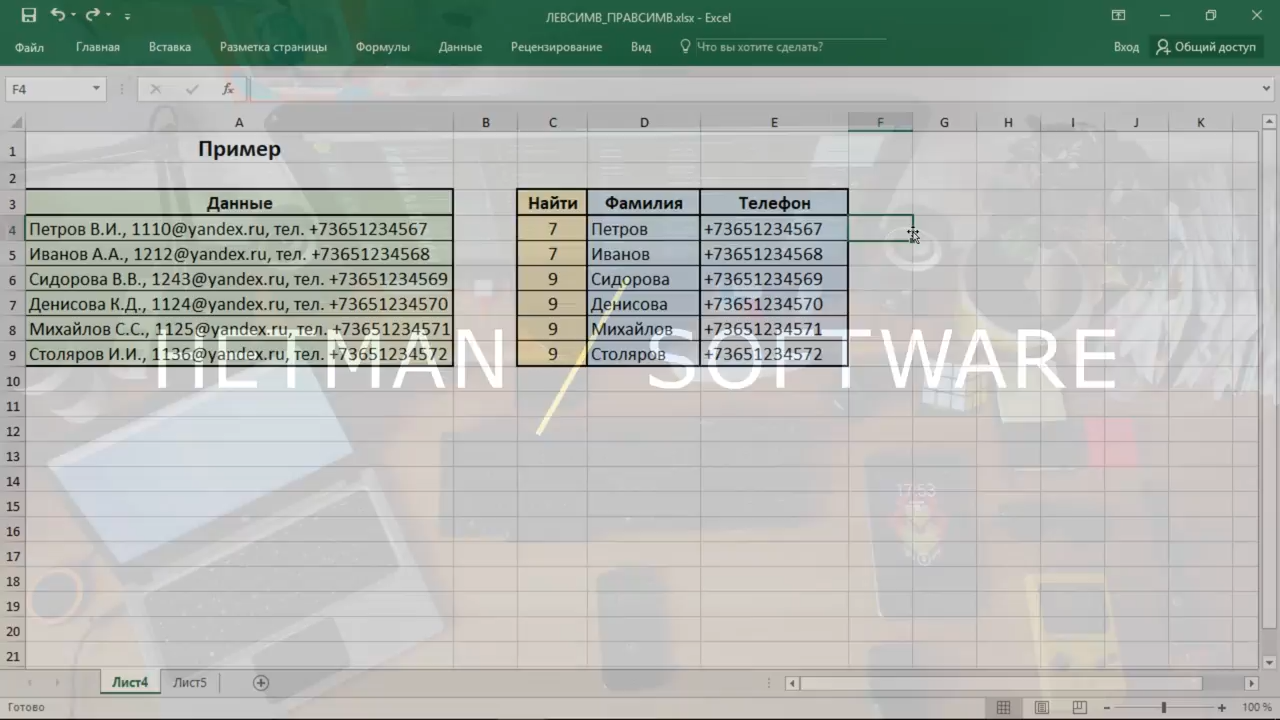 ЛЕВСИМВ_ПРАВСИМВ.xlsx - Excel
Файл Главная Вставка Разметка страницы Формулы Данные Рецензирование Вид Что вы хотите сделать? Вход Общий доступ
F4 fx
A B C D E F G H I J K
1 Пример
2
3 Данные Найти Фамилия Телефон
4 Петров В.И., 1110@yandex.ru, тел. +73651234567 7 Петров +73651234567
5 Иванов А.А., 1212@yandex.ru, тел. +73651234568 7 Иванов +73651234568
6 Сидорова В.В., 1243@yandex.ru, тел. +73651234569 9 Сидорова +73651234569
7 Денисова К.Д., 1124@yandex.ru, тел. +73651234570 9 Денисова +73651234570
8 Михайлов С.С., 1125@yandex.ru, тел. +73651234571 9 Михайлов +73651234571
9 Столяров И.И., 1136@yandex.ru, тел. +73651234572 9 Столяров +73651234572
HETMAN SOFTWARE
10
11
12
13
14
17:53
15
16
17
18
19
20
21
Лист4 Лист5
Готово 100 %